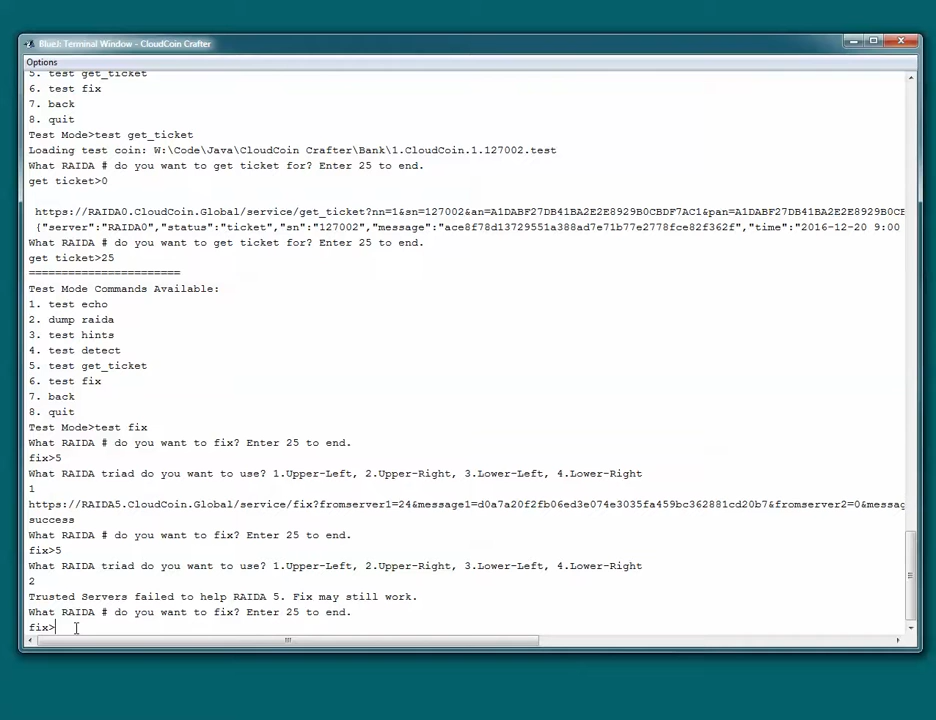 BlueJ: Terminal Window - CloudCoin Crafter
Options
5. test get_ticket
6. test fix
7. back
8. quit
Test Mode>test get_ticket
Loading test coin: W:\Code\Java\CloudCoin Crafter\Bank\1.CloudCoin.1.127002.test
What RAIDA # do you want to get ticket for? Enter 25 to end.
get ticket>0
https://RAIDA0.CloudCoin.Global/service/get_ticket?nn=1&sn=127002&an=A1DABF27DB41BA2E2E8929B0CBDF7AC1&pan=A1DABF27DB41BA2E2E8929B0CB
{"server":"RAIDA0","status":"ticket","sn":"127002","message":"ace8f78d13729551a388ad7e71b77e2778fce82f362f","time":"2016-12-20 9:00
What RAIDA # do you want to get ticket for? Enter 25 to end.
get ticket>25
=======================
Test Mode Commands Available:
1. test echo
2. dump raida
3. test hints
4. test detect
5. test get_ticket
6. test fix
7. back
8. quit
Test Mode>test fix
What RAIDA # do you want to fix? Enter 25 to end.
fix>5
What RAIDA triad do you want to use? 1.Upper-Left, 2.Upper-Right, 3.Lower-Left, 4.Lower-Right
1
https://RAIDA5.CloudCoin.Global/service/fix?fromserver1=24&message1=d0a7a20f2fb06ed3e074e3035fa459bc362881cd20b7&fromserver2=0&messag
success
What RAIDA # do you want to fix? Enter 25 to end.
fix>5
What RAIDA triad do you want to use? 1.Upper-Left, 2.Upper-Right, 3.Lower-Left, 4.Lower-Right
2
Trusted Servers failed to help RAIDA 5. Fix may still work.
What RAIDA # do you want to fix? Enter 25 to end.
fix>